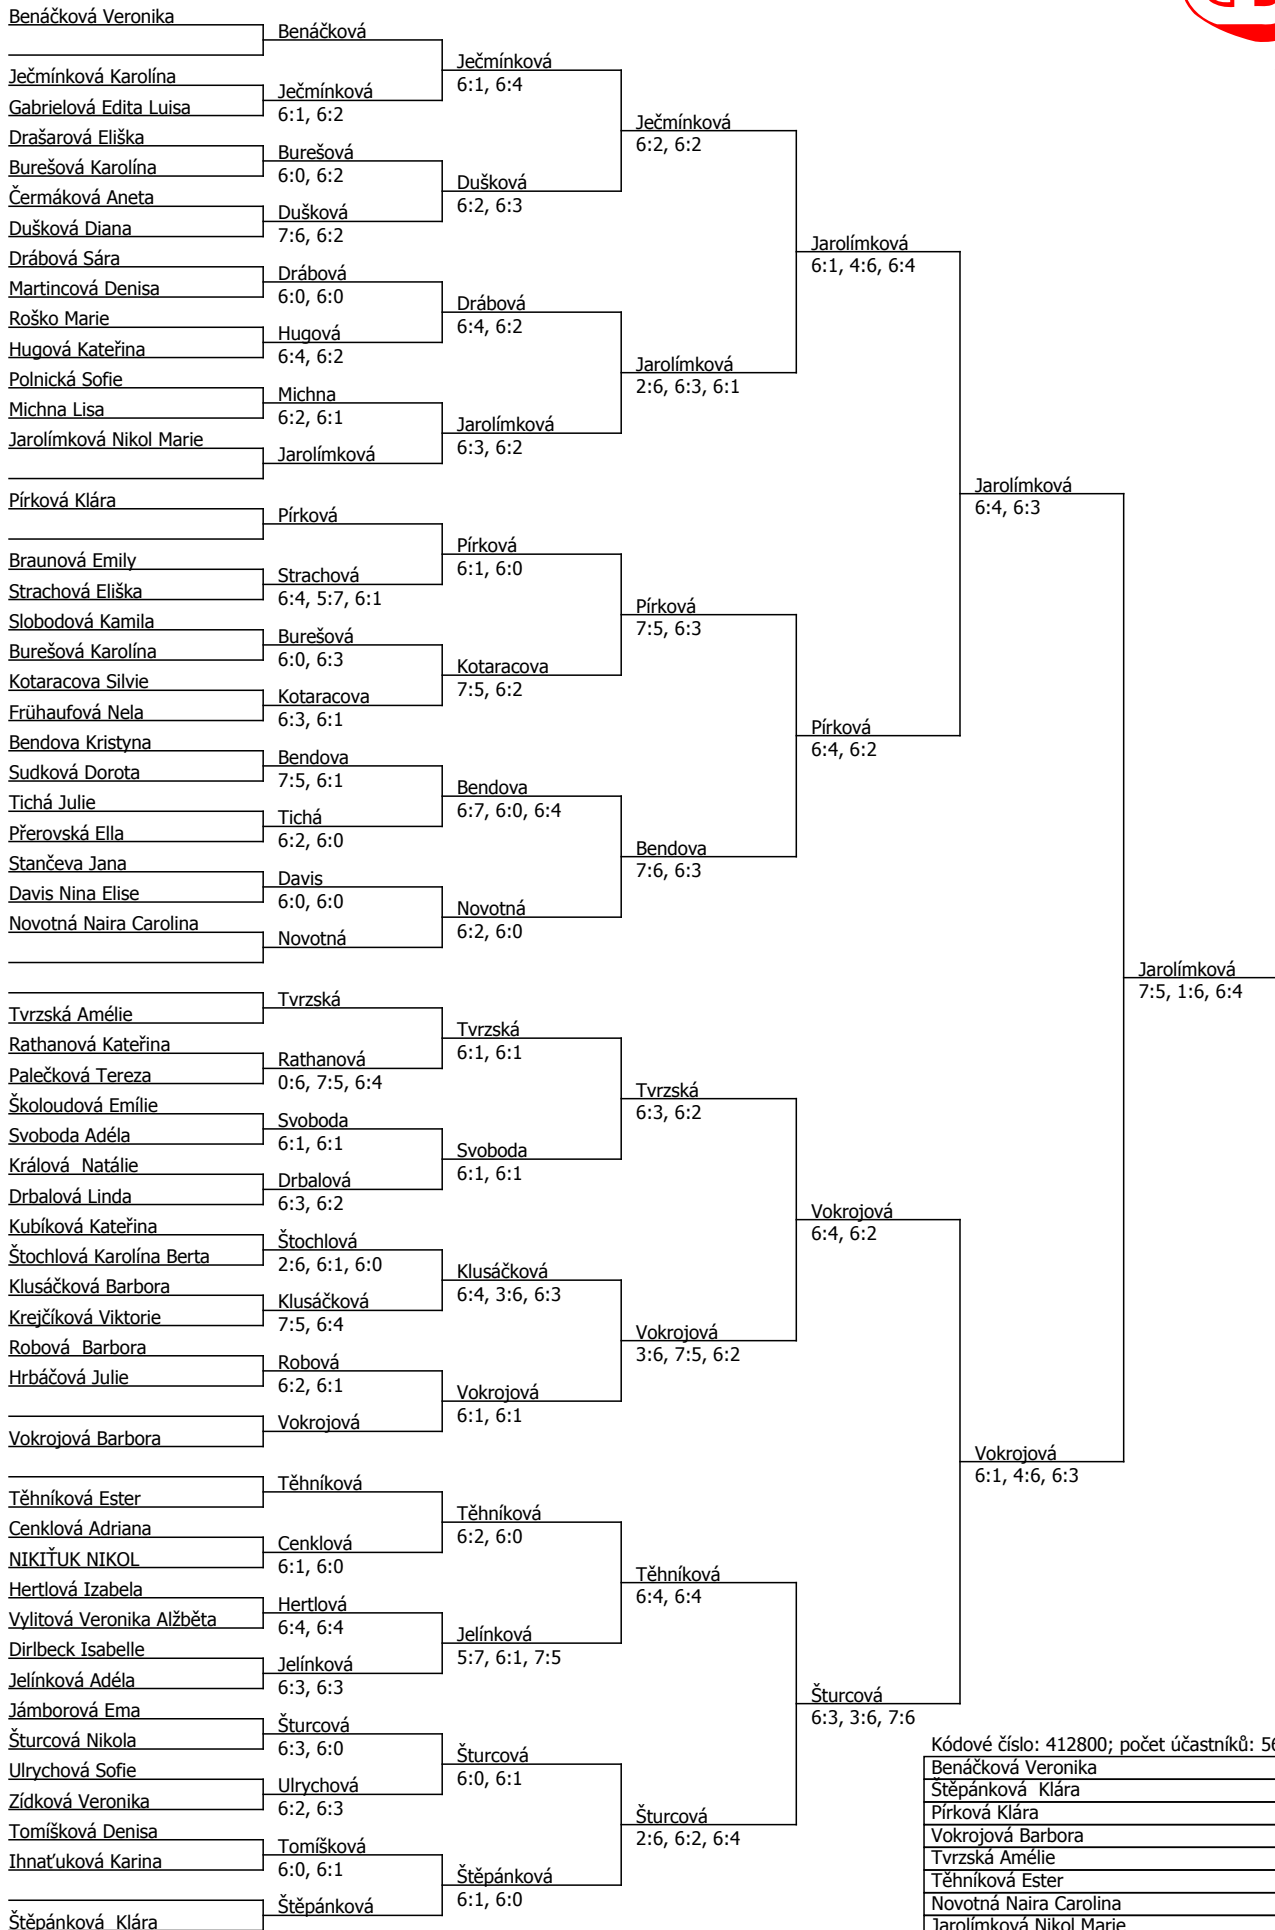 Benáčková Veronika
Ječmínková Karolína
Gabrielová Edita Luisa
Drašarová Eliška
Burešová Karolína
Čermáková Aneta
Dušková Diana
Drábová Sára
Martincová Denisa
Roško Marie
Hugová Kateřina
Polnická Sofie
Michna Lisa
Jarolímková Nikol Marie
Pírková Klára
Braunová Emily
Strachová Eliška
Slobodová Kamila
Burešová Karolína
Kotaracova Silvie
Frühaufová Nela
Bendova Kristyna
Sudková Dorota
Tichá Julie
Přerovská Ella
Stančeva Jana
Davis Nina Elise
Novotná Naira Carolina
Tvrzská Amélie
Rathanová Kateřina
Palečková Tereza
Školoudová Emílie
Svoboda Adéla
Králová  Natálie
Drbalová Linda
Kubíková Kateřina
Štochlová Karolína Berta
Klusáčková Barbora
Krejčíková Viktorie
Robová  Barbora
Hrbáčová Julie
Vokrojová Barbora
Těhníková Ester
Cenklová Adriana
NIKIŤUK NIKOL
Hertlová Izabela
Vylitová Veronika Alžběta
Dirlbeck Isabelle
Jelínková Adéla
Jámborová Ema
Šturcová Nikola
Ulrychová Sofie
Zídková Veronika
Tomíšková Denisa
Ihnaťuková Karina
Štěpánková  Klára
Benáčková
Ječmínková
6:1, 6:2
Burešová
6:0, 6:2
Dušková
7:6, 6:2
Drábová
6:0, 6:0
Hugová
6:4, 6:2
Michna
6:2, 6:1
Jarolímková
Pírková
Strachová
6:4, 5:7, 6:1
Burešová
6:0, 6:3
Kotaracova
6:3, 6:1
Bendova
7:5, 6:1
Tichá
6:2, 6:0
Davis
6:0, 6:0
Novotná
Tvrzská
Rathanová
0:6, 7:5, 6:4
Svoboda
6:1, 6:1
Drbalová
6:3, 6:2
Štochlová
2:6, 6:1, 6:0
Klusáčková
7:5, 6:4
Robová
6:2, 6:1
Vokrojová
Těhníková
Cenklová
6:1, 6:0
Hertlová
6:4, 6:4
Jelínková
6:3, 6:3
Šturcová
6:3, 6:0
Ulrychová
6:2, 6:3
Tomíšková
6:0, 6:1
Štěpánková
Ječmínková
6:1, 6:4
Dušková
6:2, 6:3
Drábová
6:4, 6:2
Jarolímková
6:3, 6:2
Pírková
6:1, 6:0
Kotaracova
7:5, 6:2
Bendova
6:7, 6:0, 6:4
Novotná
6:2, 6:0
Tvrzská
6:1, 6:1
Svoboda
6:1, 6:1
Klusáčková
6:4, 3:6, 6:3
Vokrojová
6:1, 6:1
Těhníková
6:2, 6:0
Jelínková
5:7, 6:1, 7:5
Šturcová
6:0, 6:1
Štěpánková
6:1, 6:0
Ječmínková
6:2, 6:2
Jarolímková
2:6, 6:3, 6:1
Pírková
7:5, 6:3
Bendova
7:6, 6:3
Tvrzská
6:3, 6:2
Vokrojová
3:6, 7:5, 6:2
Těhníková
6:4, 6:4
Šturcová
2:6, 6:2, 6:4
Jarolímková
6:1, 4:6, 6:4
Pírková
6:4, 6:2
Vokrojová
6:4, 6:2
Šturcová
6:3, 3:6, 7:6
Jarolímková
6:4, 6:3
Vokrojová
6:1, 4:6, 6:3
Jarolímková
7:5, 1:6, 6:4
Kódové číslo: 412800; počet účastníků: 56
Benáčková Veronika
Štěpánková  Klára
Pírková Klára
Vokrojová Barbora
Tvrzská Amélie
Těhníková Ester
Novotná Naira Carolina
Jarolímková Nikol Marie